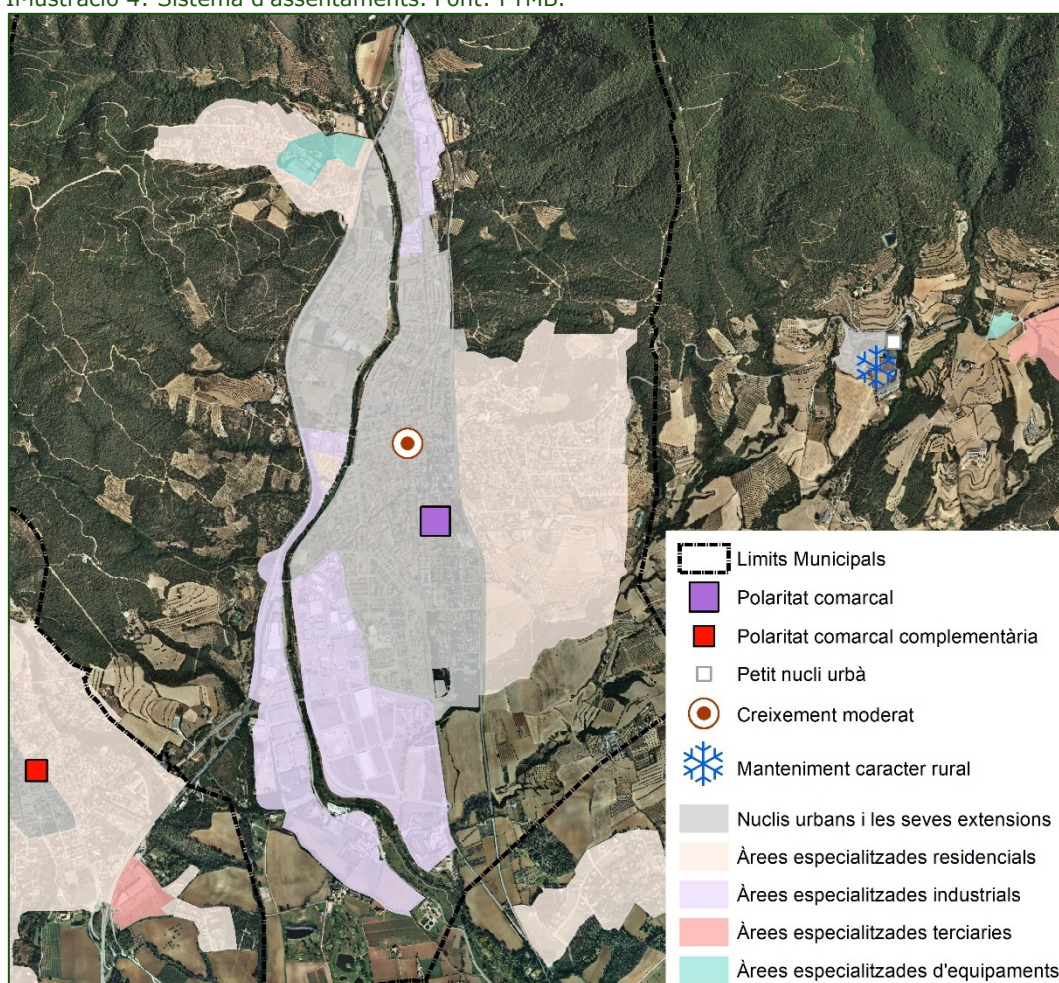 Il·lustració 4: Sistema d'assentaments. Font: PTMB.
Limits Municipals
Polaritat comarcal
Polaritat comarcal complementària
Petit nucli urbà
Creixement moderat
Manteniment caracter rural
Nuclis urbans i les seves extensions
Àrees especialitzades residencials
Àrees especialitzades industrials
Àrees especialitzades terciaries
Àrees especialitzades d'equipaments